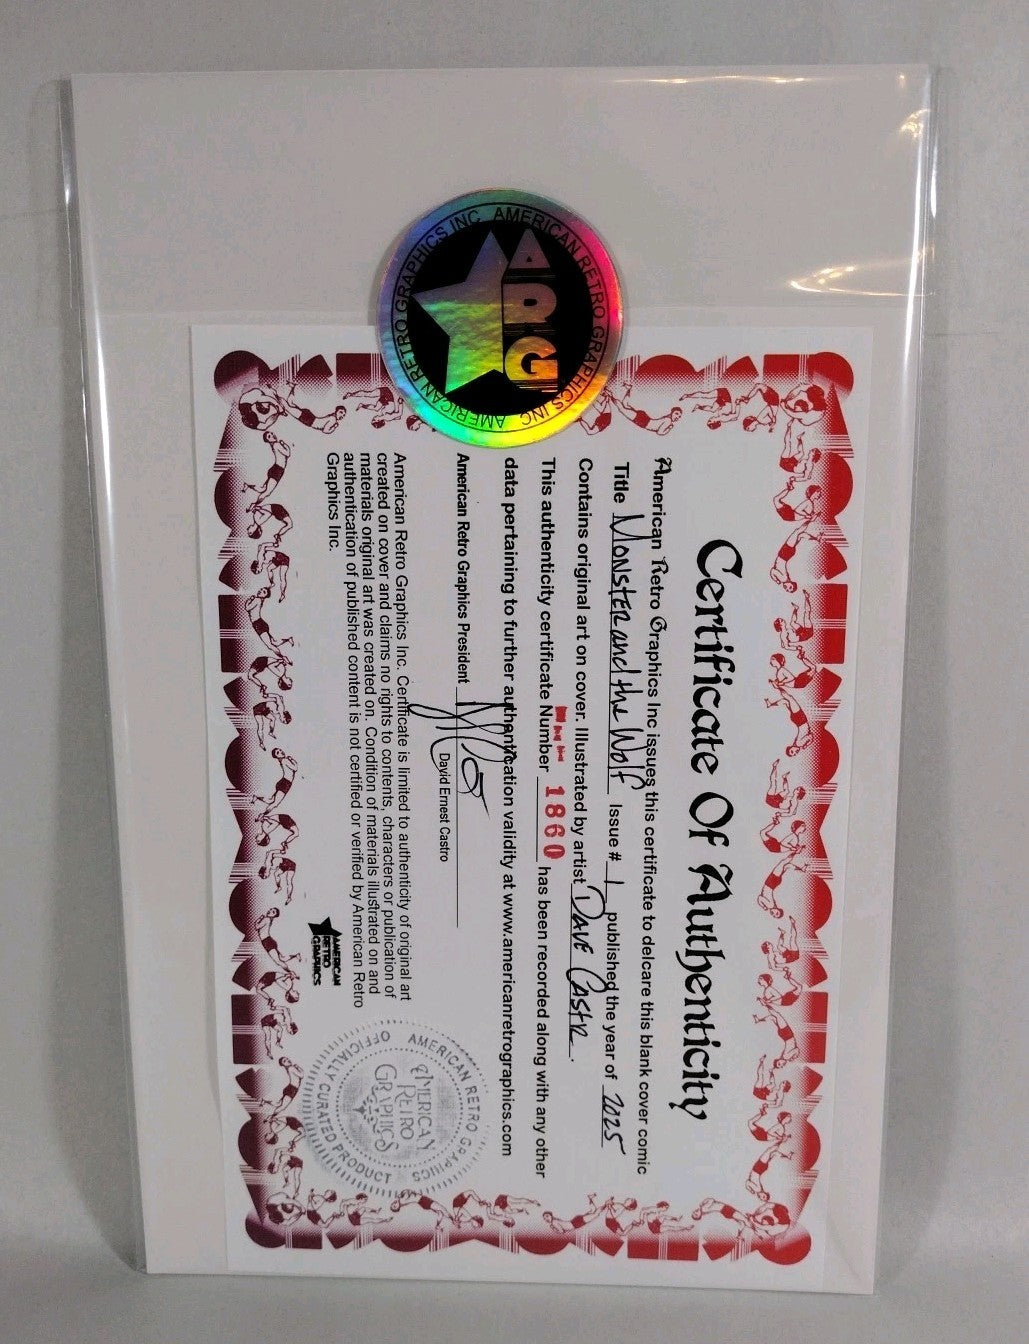 AMERICAN RETRO GRAPHICS INC. AMERICAN RETRO GRAPHICS INC.
ARG
Certificate Of Authenticity
American Retro Graphics Inc issues this certificate to delcare this blank cover comic
Title Monster and the Wolf Issue # 1 published the year of 2025
Contains original art on cover. Illustrated by artist Dave Castr.
This authenticity certificate Number 1860 has been recorded along with any other
data pertaining to further authentication validity at www.americanretrographics.com
American Retro Graphics President
David Ernest Castro
American Retro Graphics Inc. Certificate is limited to authenticity of original art
created on cover and claims no rights to contents, characters or publication of
materials original art was created on. Condition of materials illustrated on and
authentication of published content is not certified or verified by American Retro
Graphics Inc.
AMERICAN
RETRO
GRAPHICS
AMERICAN RETRO GRAPHICS
OFFICIALLY CURATED PRODUCT
AMERICAN
RETRO
GRAPHICS